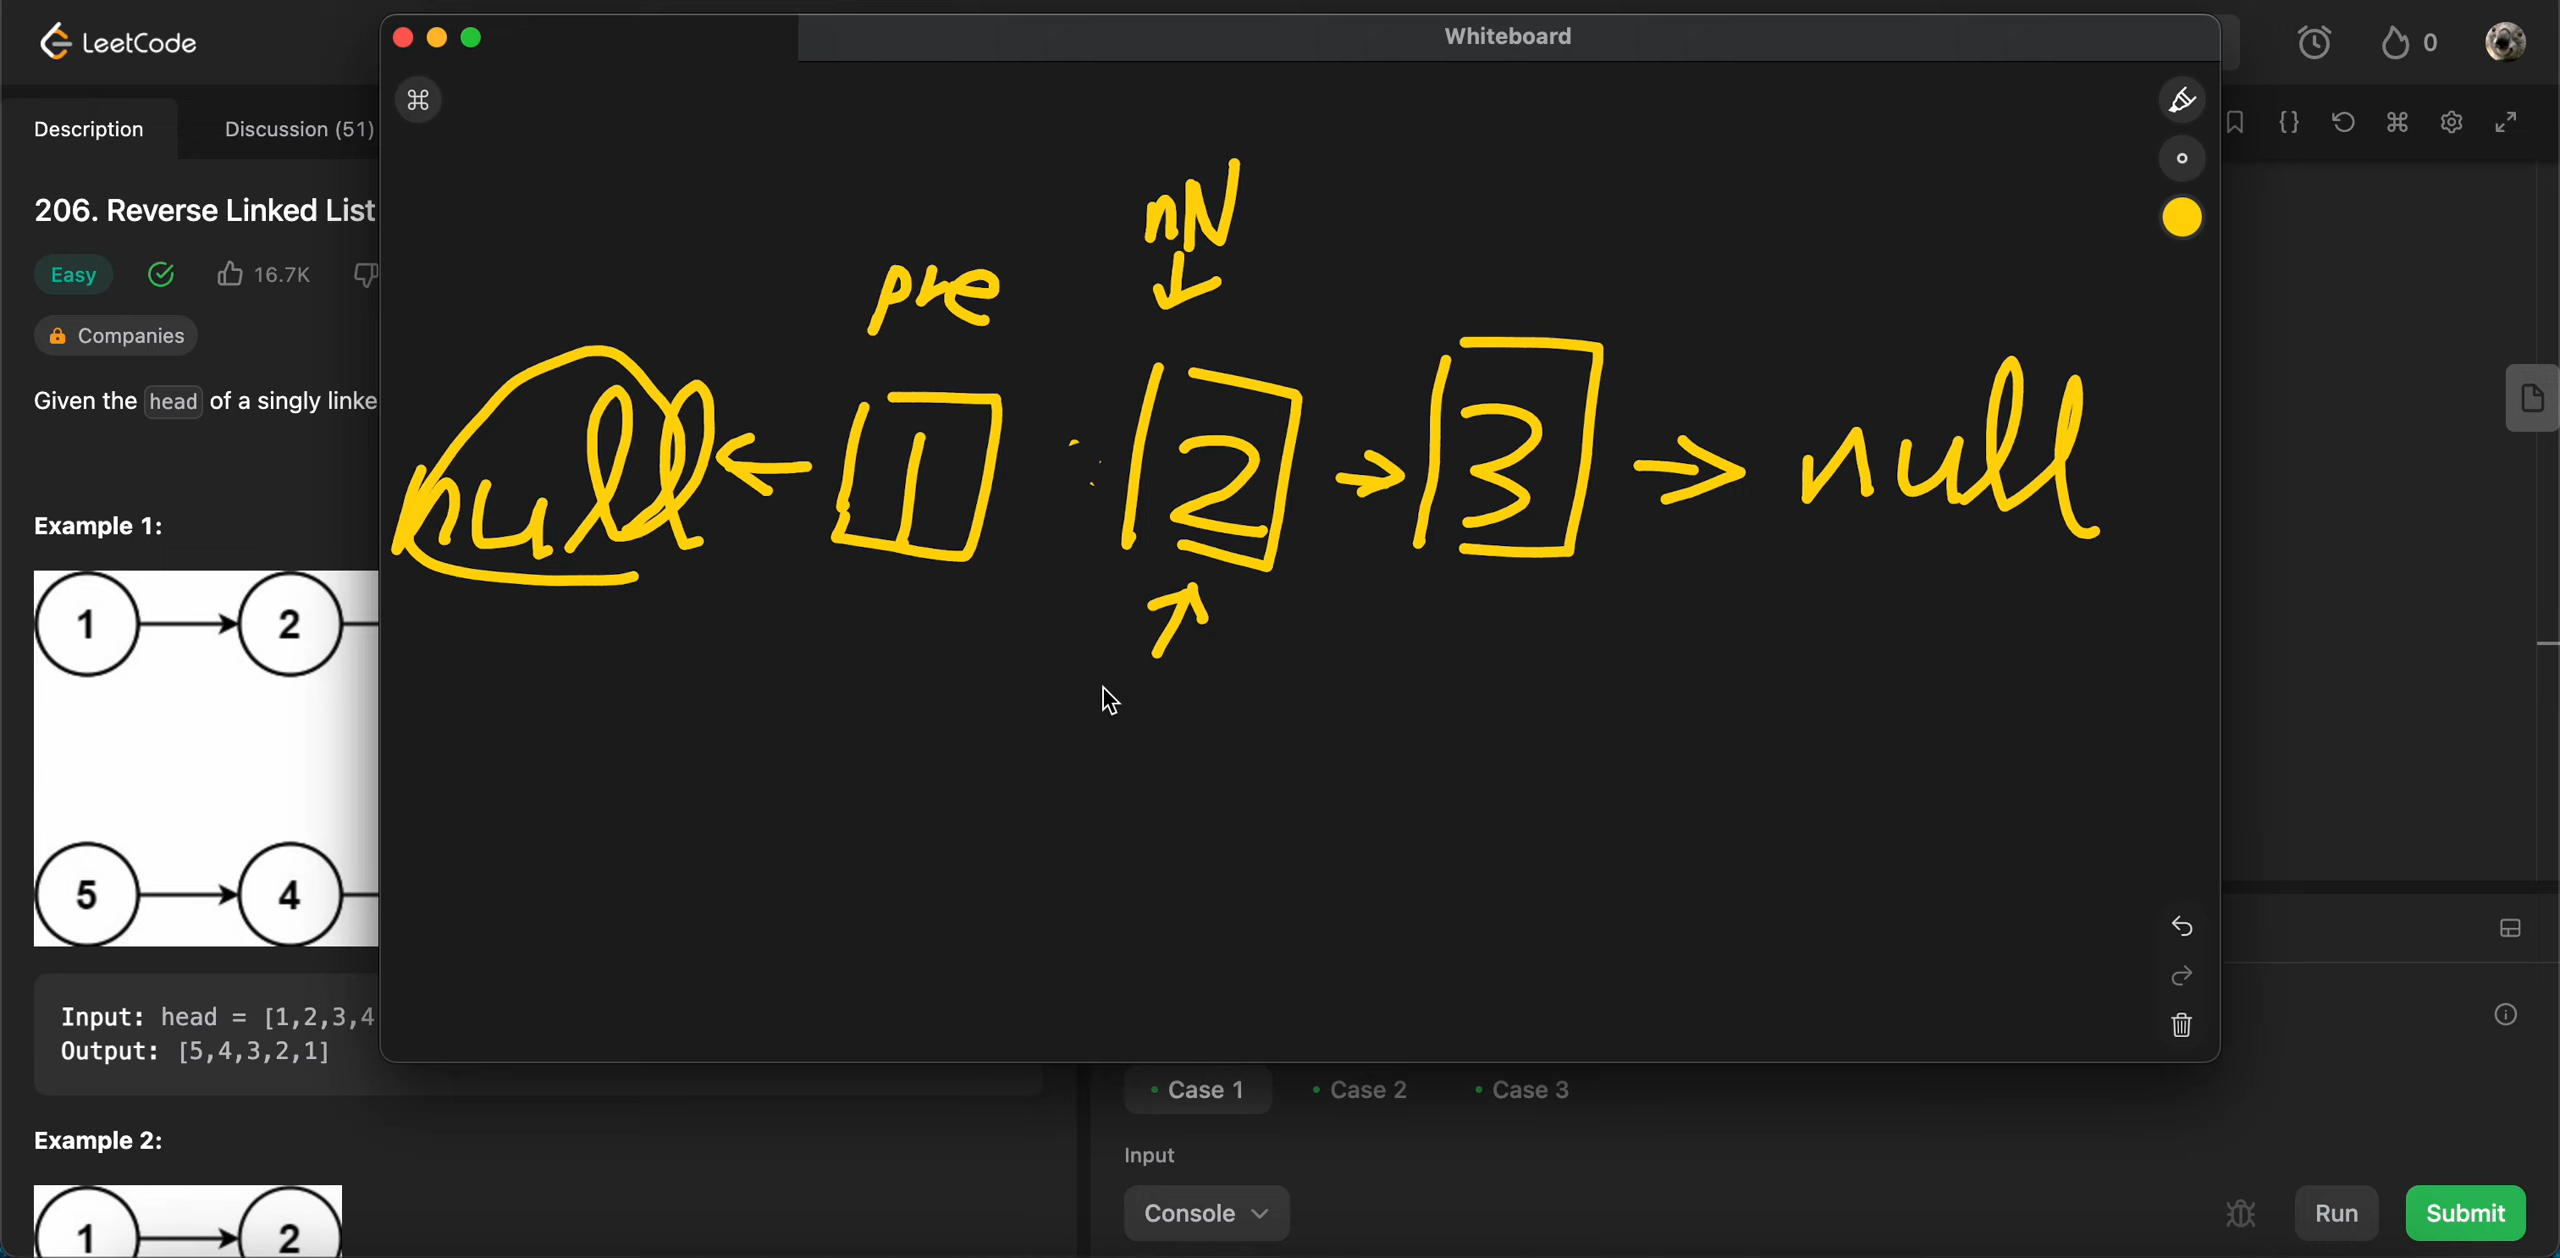 LeetCode
Whiteboard
0
Description
Discussion (51)
206. Reverse Linked List
Easy
16.7K
Companies
Given the head of a singly linke
Example 1:
1
2
5
4
Input: head = [1,2,3,4
Output: [5,4,3,2,1]
Example 2:
1
2
nN
pre
null ← 1 2 → 3 → null
Case 1
Case 2
Case 3
Input
Console
Run
Submit